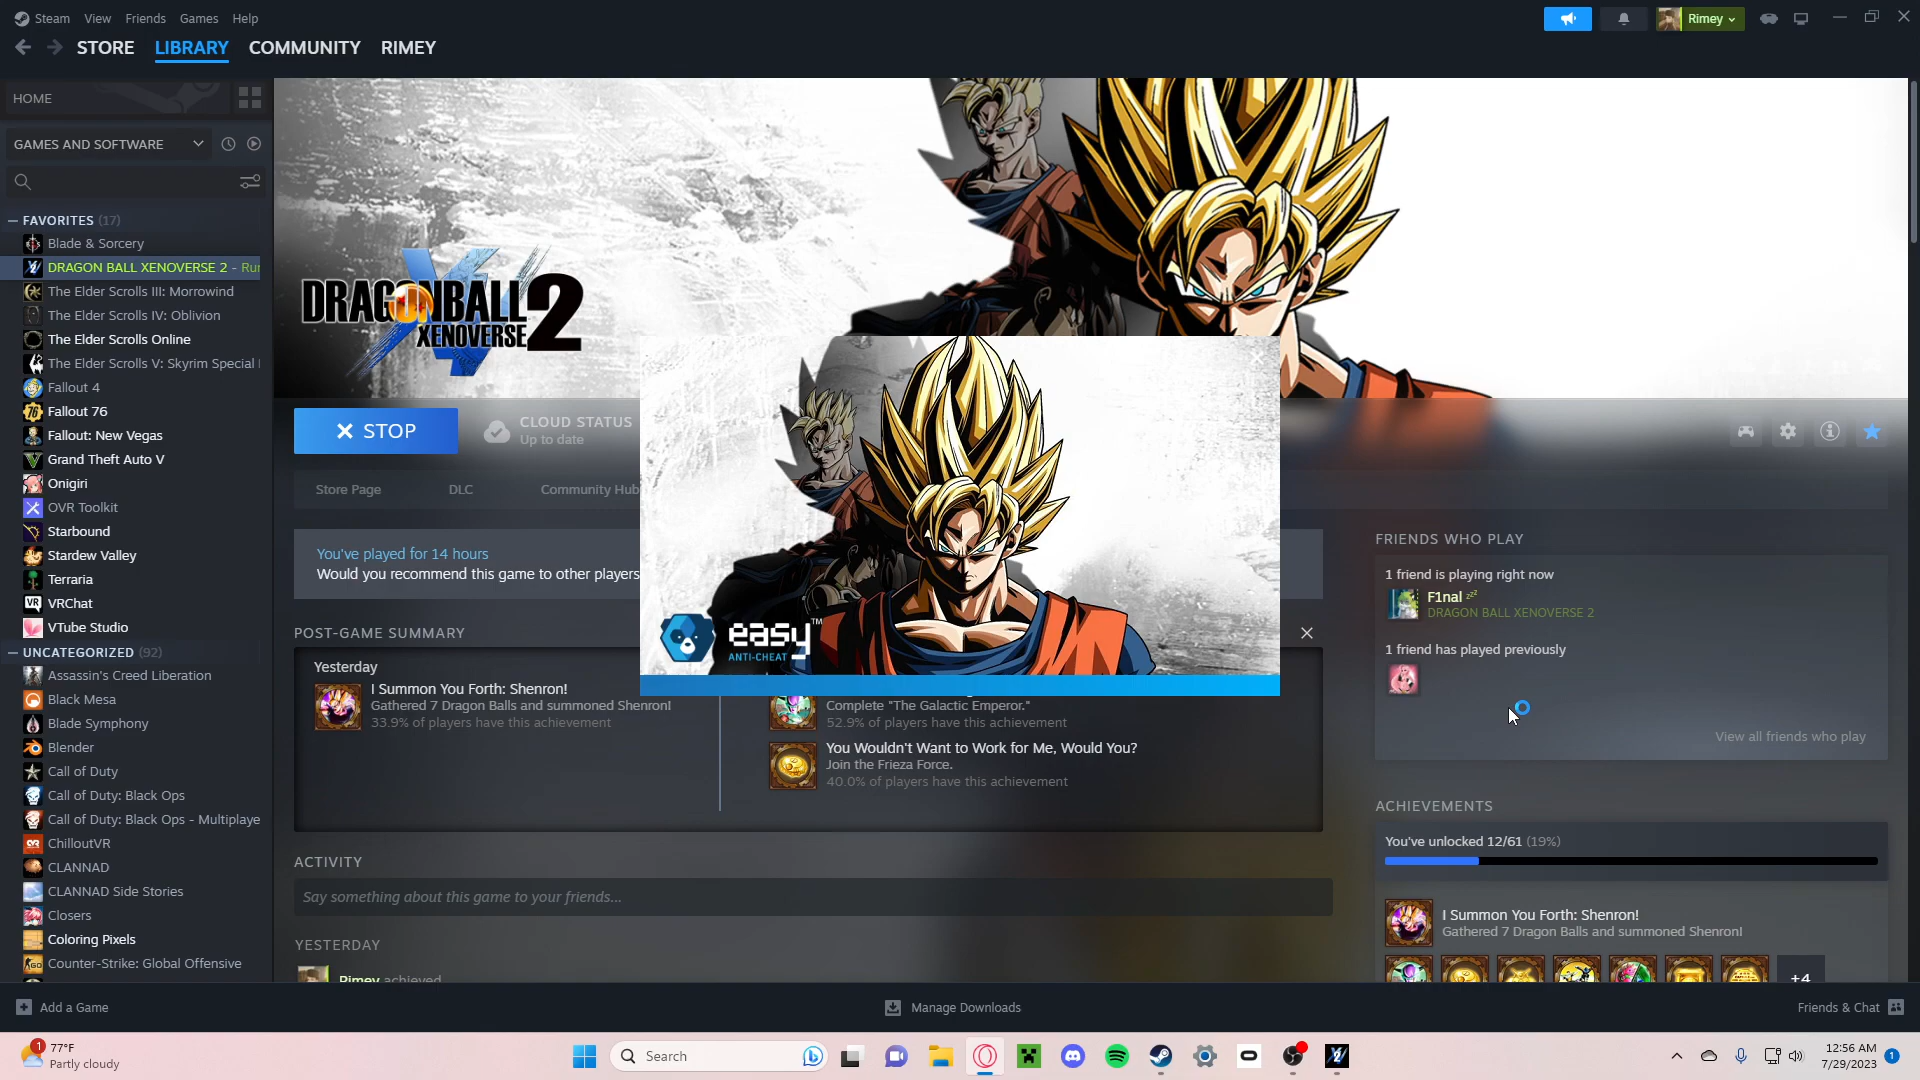 Steam View Friends Games Help
Rimey
STORE LIBRARY COMMUNITY RIMEY
HOME
GAMES AND SOFTWARE
FAVORITES (17)
Blade & Sorcery
DRAGON BALL XENOVERSE 2 - Run
The Elder Scrolls III: Morrowind
The Elder Scrolls IV: Oblivion
The Elder Scrolls Online
The Elder Scrolls V: Skyrim Special
Fallout 4
Fallout 76
Fallout: New Vegas
Grand Theft Auto V
Onigiri
OVR Toolkit
Starbound
Stardew Valley
Terraria
VRChat
VTube Studio
UNCATEGORIZED (92)
Assassin's Creed Liberation
Black Mesa
Blade Symphony
Blender
Call of Duty
Call of Duty: Black Ops
Call of Duty: Black Ops - Multiplaye
ChilloutVR
CLANNAD
CLANNAD Side Stories
Closers
Coloring Pixels
Counter-Strike: Global Offensive
DRAGONBALL
XENOVERSE 2
STOP
CLOUD STATUS
Up to date
Store Page DLC Community Hub
You've played for 14 hours
Would you recommend this game to other players
POST-GAME SUMMARY
Yesterday
I Summon You Forth: Shenron!
Gathered 7 Dragon Balls and summoned Shenron!
33.9% of players have this achievement
Complete "The Galactic Emperor."
52.9% of players have this achievement
You Wouldn't Want to Work for Me, Would You?
Join the Frieza Force.
40.0% of players have this achievement
easy™
ANTI-CHEAT
ACTIVITY
Say something about this game to your friends...
YESTERDAY
Rimey achieved
FRIENDS WHO PLAY
1 friend is playing right now
F1nal zzz
DRAGON BALL XENOVERSE 2
1 friend has played previously
View all friends who play
ACHIEVEMENTS
You've unlocked 12/61 (19%)
I Summon You Forth: Shenron!
Gathered 7 Dragon Balls and summoned Shenron!
+4
Add a Game
Manage Downloads
Friends & Chat
1
77°F
Partly cloudy
Search
12:56 AM
7/29/2023
1